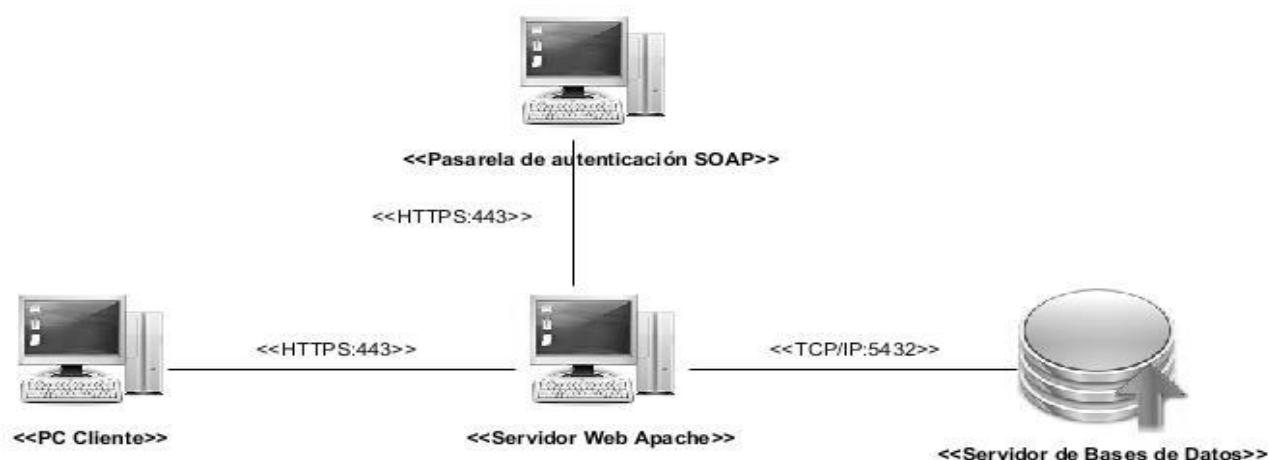 <<Pasarela de autenticación SOAP>>
<<HTTPS:443>>
<<HTTPS:443>>
<<TCP/IP:5432>>
<<PC Cliente>>
<<Servidor Web Apache>>
<<Servidor de Bases de Datos>>